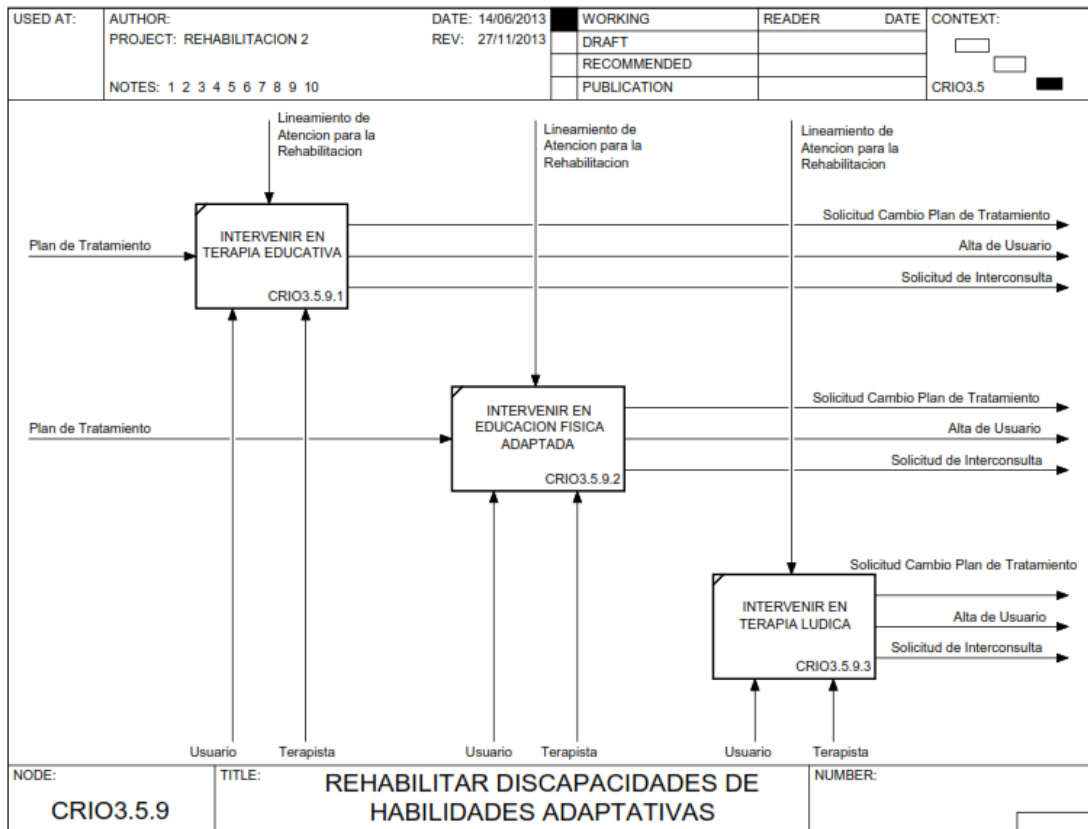 USED AT:
AUTHOR:
DATE: 14/06/2013
PROJECT: REHABILITACION 2
REV: 27/11/2013
NOTES: 1 2 3 4 5 6 7 8 9 10
WORKING
DRAFT
RECOMMENDED
PUBLICATION
READER
DATE
CONTEXT:
CRIO3.5
Lineamiento de
Atencion para la
Rehabilitacion
Lineamiento de
Atencion para la
Rehabilitacion
Lineamiento de
Atencion para la
Rehabilitacion
Plan de Tratamiento
INTERVENIR EN
TERAPIA EDUCATIVA
CRIO3.5.9.1
Solicitud Cambio Plan de Tratamiento
Alta de Usuario
Solicitud de Interconsulta
Plan de Tratamiento
INTERVENIR EN
EDUCACION FISICA
ADAPTADA
CRIO3.5.9.2
Solicitud Cambio Plan de Tratamiento
Alta de Usuario
Solicitud de Interconsulta
INTERVENIR EN
TERAPIA LUDICA
CRIO3.5.9.3
Solicitud Cambio Plan de Tratamiento
Alta de Usuario
Solicitud de Interconsulta
Usuario
Terapista
Usuario
Terapista
Usuario
Terapista
NODE:
CRIO3.5.9
TITLE:
REHABILITAR DISCAPACIDADES DE
HABILIDADES ADAPTATIVAS
NUMBER: